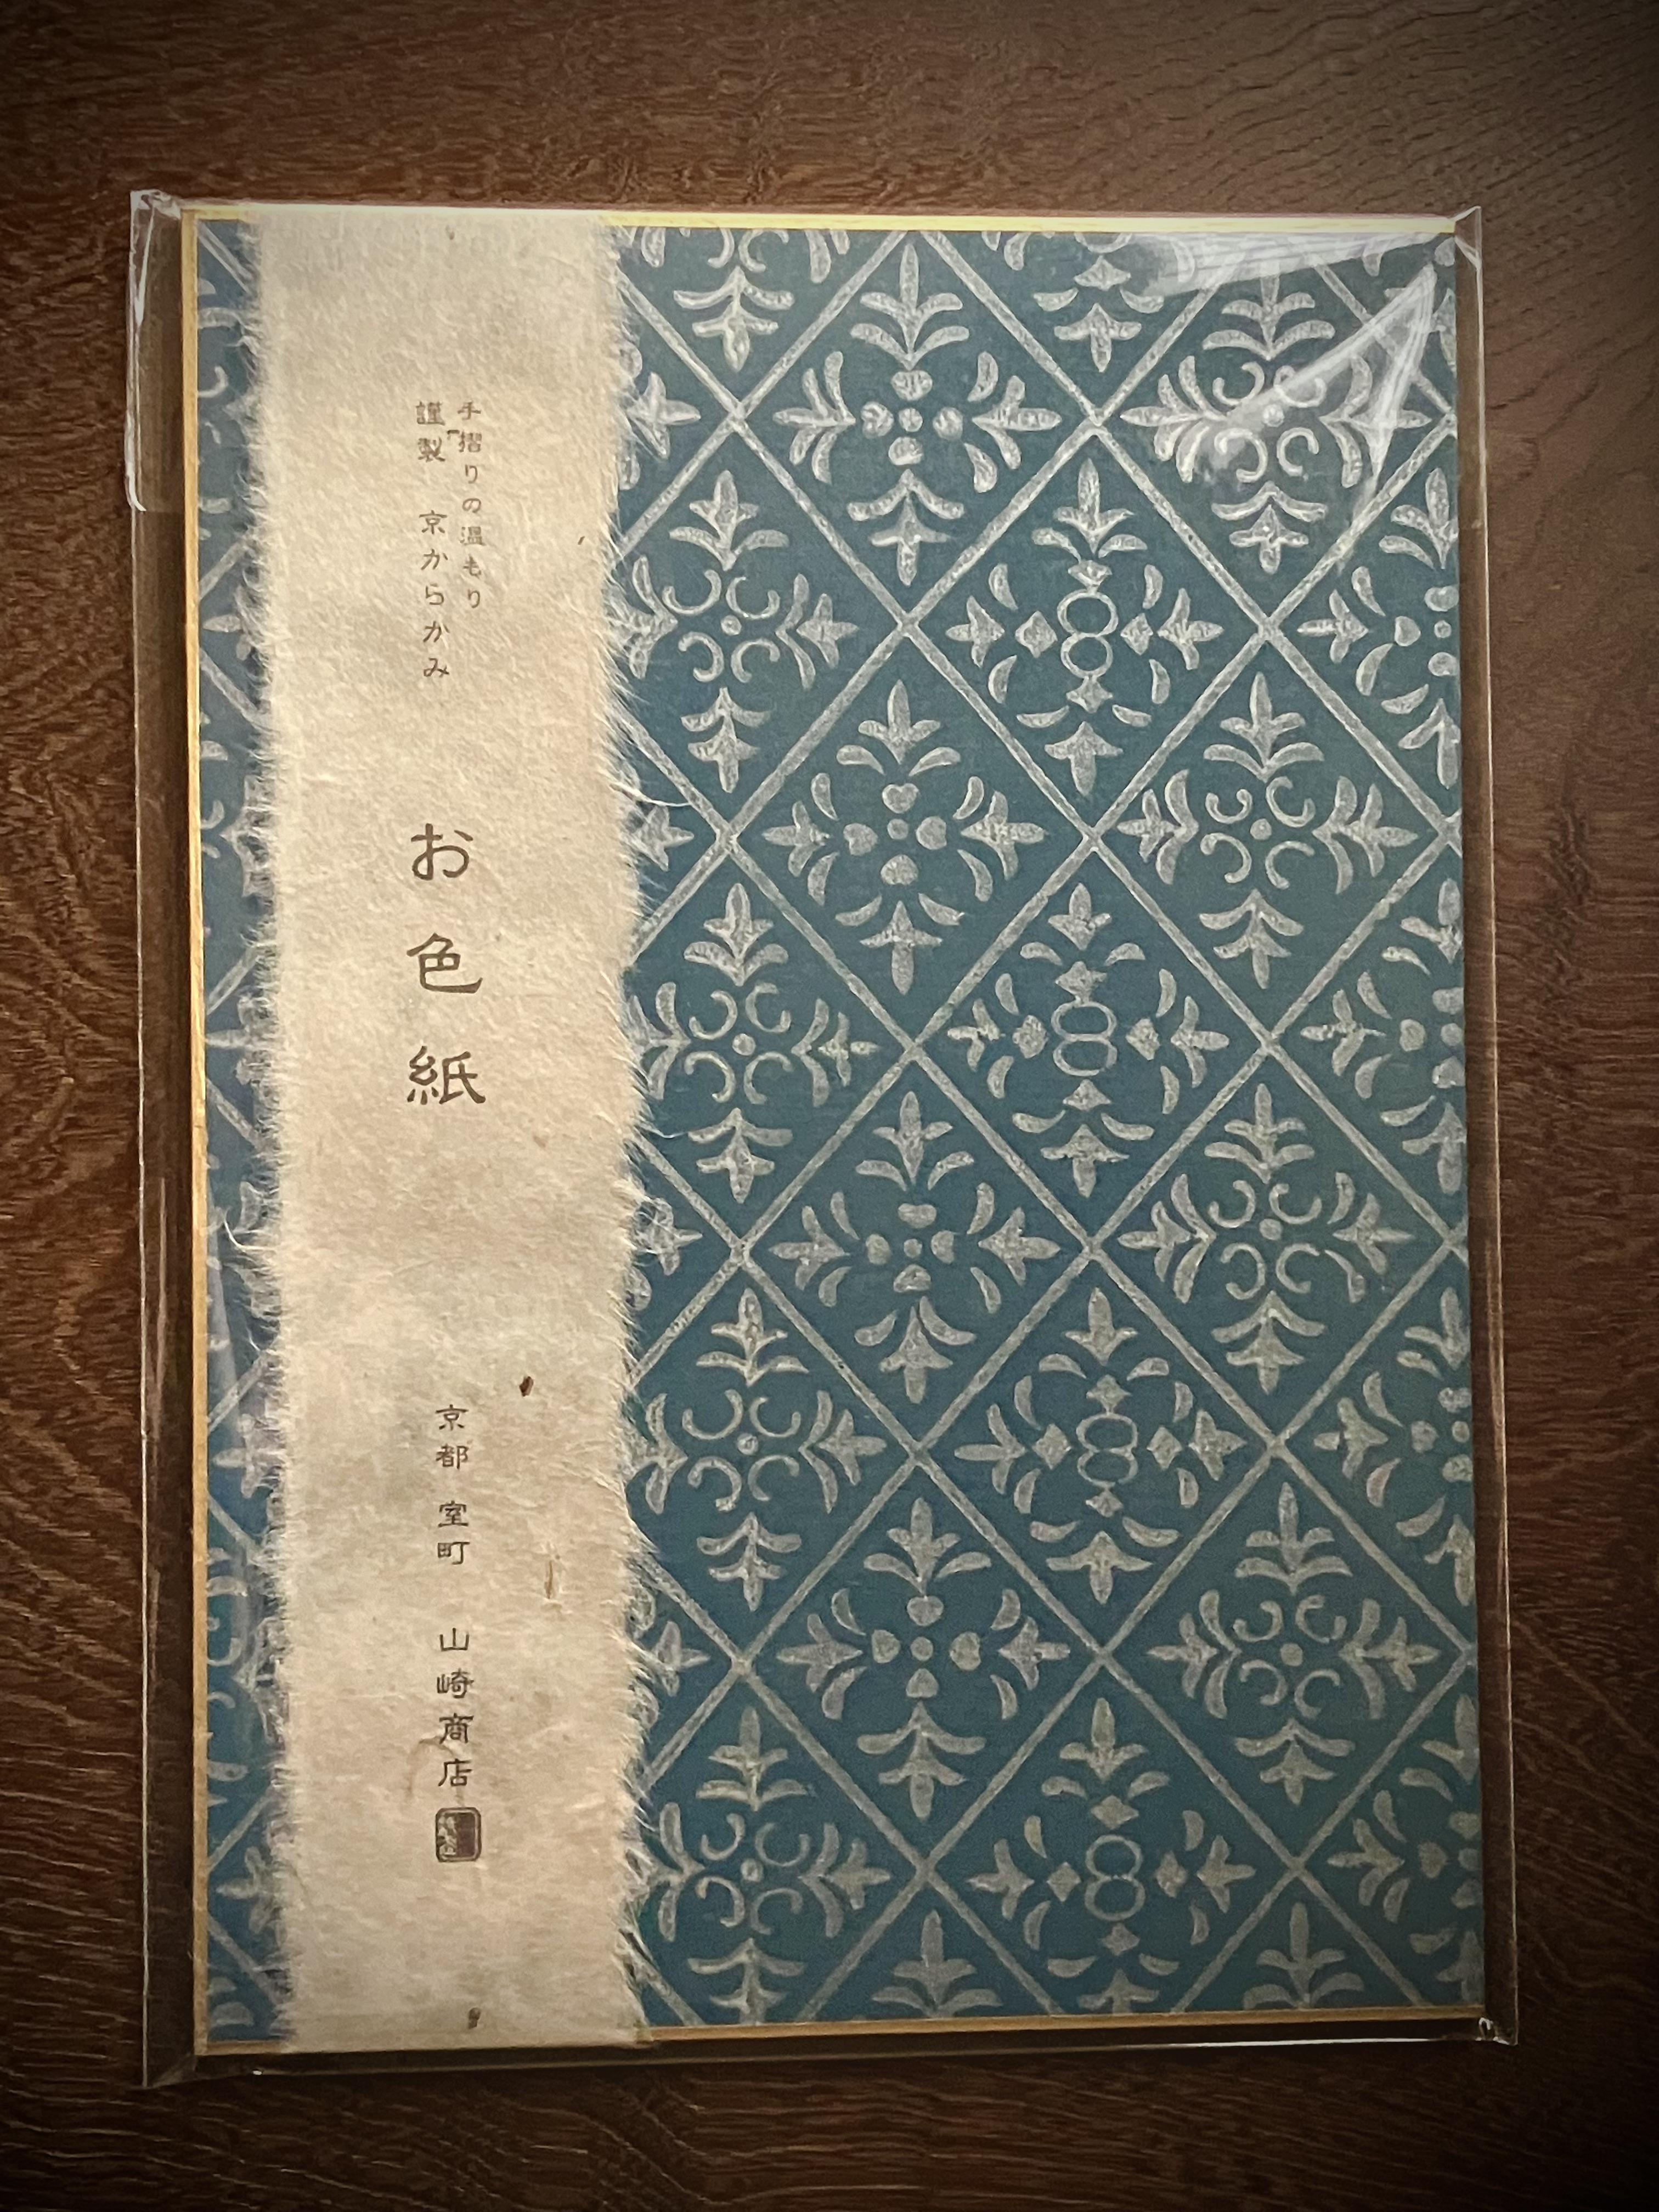 手摺りの温もり
謹製 京からかみ
お色紙
京都 室町 山崎商店